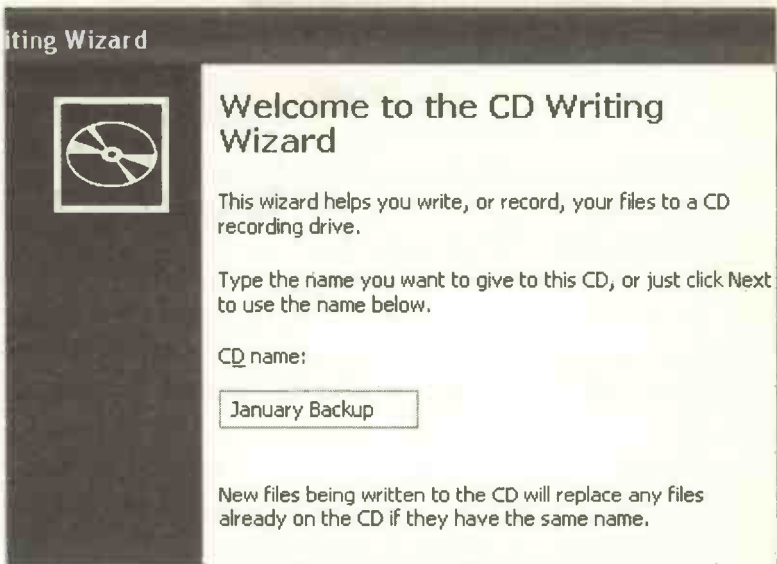 iting Wizard
Welcome to the CD Writing
Wizard
This wizard helps you write, or record, your files to a CD
recording drive.
Type the name you want to give to this CD, or just click Next
to use the name below.
CD name:
January Backup
New files being written to the CD will replace any files
already on the CD if they have the same name.